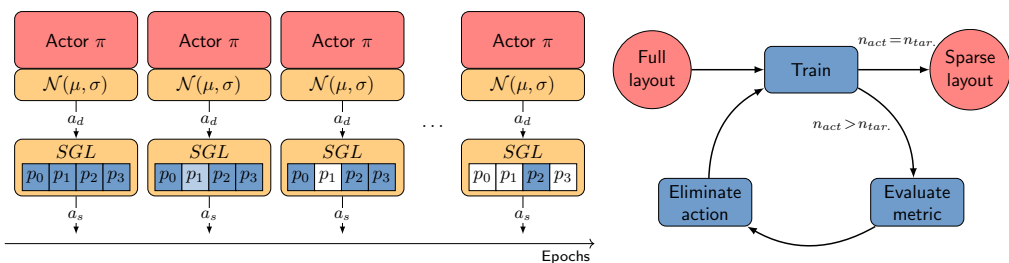 Actor π Actor π Actor π Actor π
𝒩(μ, σ) 𝒩(μ, σ) 𝒩(μ, σ) 𝒩(μ, σ)
a_d a_d a_d ... a_d
SGL SGL SGL SGL
p_0 p_1 p_2 p_3 p_0 p_1 p_2 p_3 p_0 p_1 p_2 p_3 p_0 p_1 p_2 p_3
a_s a_s a_s a_s
Epochs
Full
layout
Train
n_act = n_tar.
Sparse
layout
n_act > n_tar.
Evaluate
metric
Eliminate
action